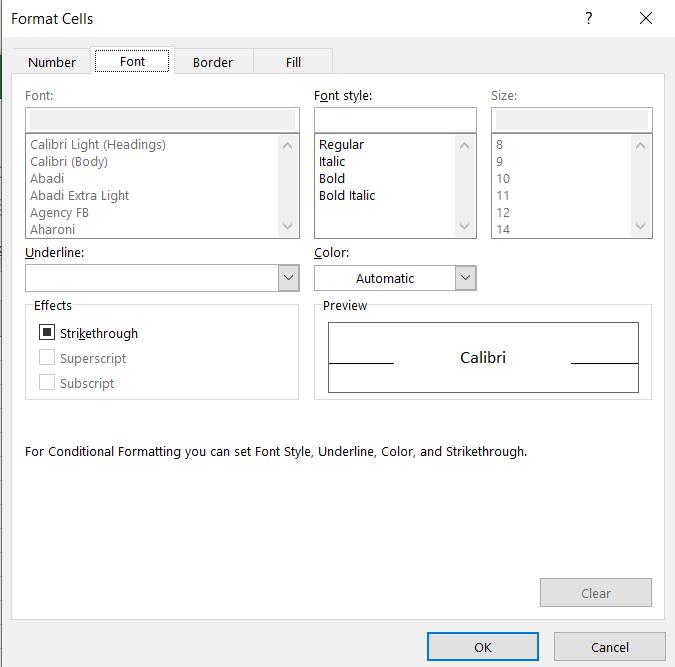 Format Cells ?
Number Font Border Fill
Font: Font style: Size:
Calibri Light (Headings) Regular 8
Calibri (Body) Italic 9
Abadi Bold 10
Abadi Extra Light Bold Italic 11
Agency FB 12
Aharoni 14
Underline: Color:
Automatic
Effects Preview
Strikethrough
Calibri
Superscript
Subscript
For Conditional Formatting you can set Font Style, Underline, Color, and Strikethrough.
Clear
OK Cancel